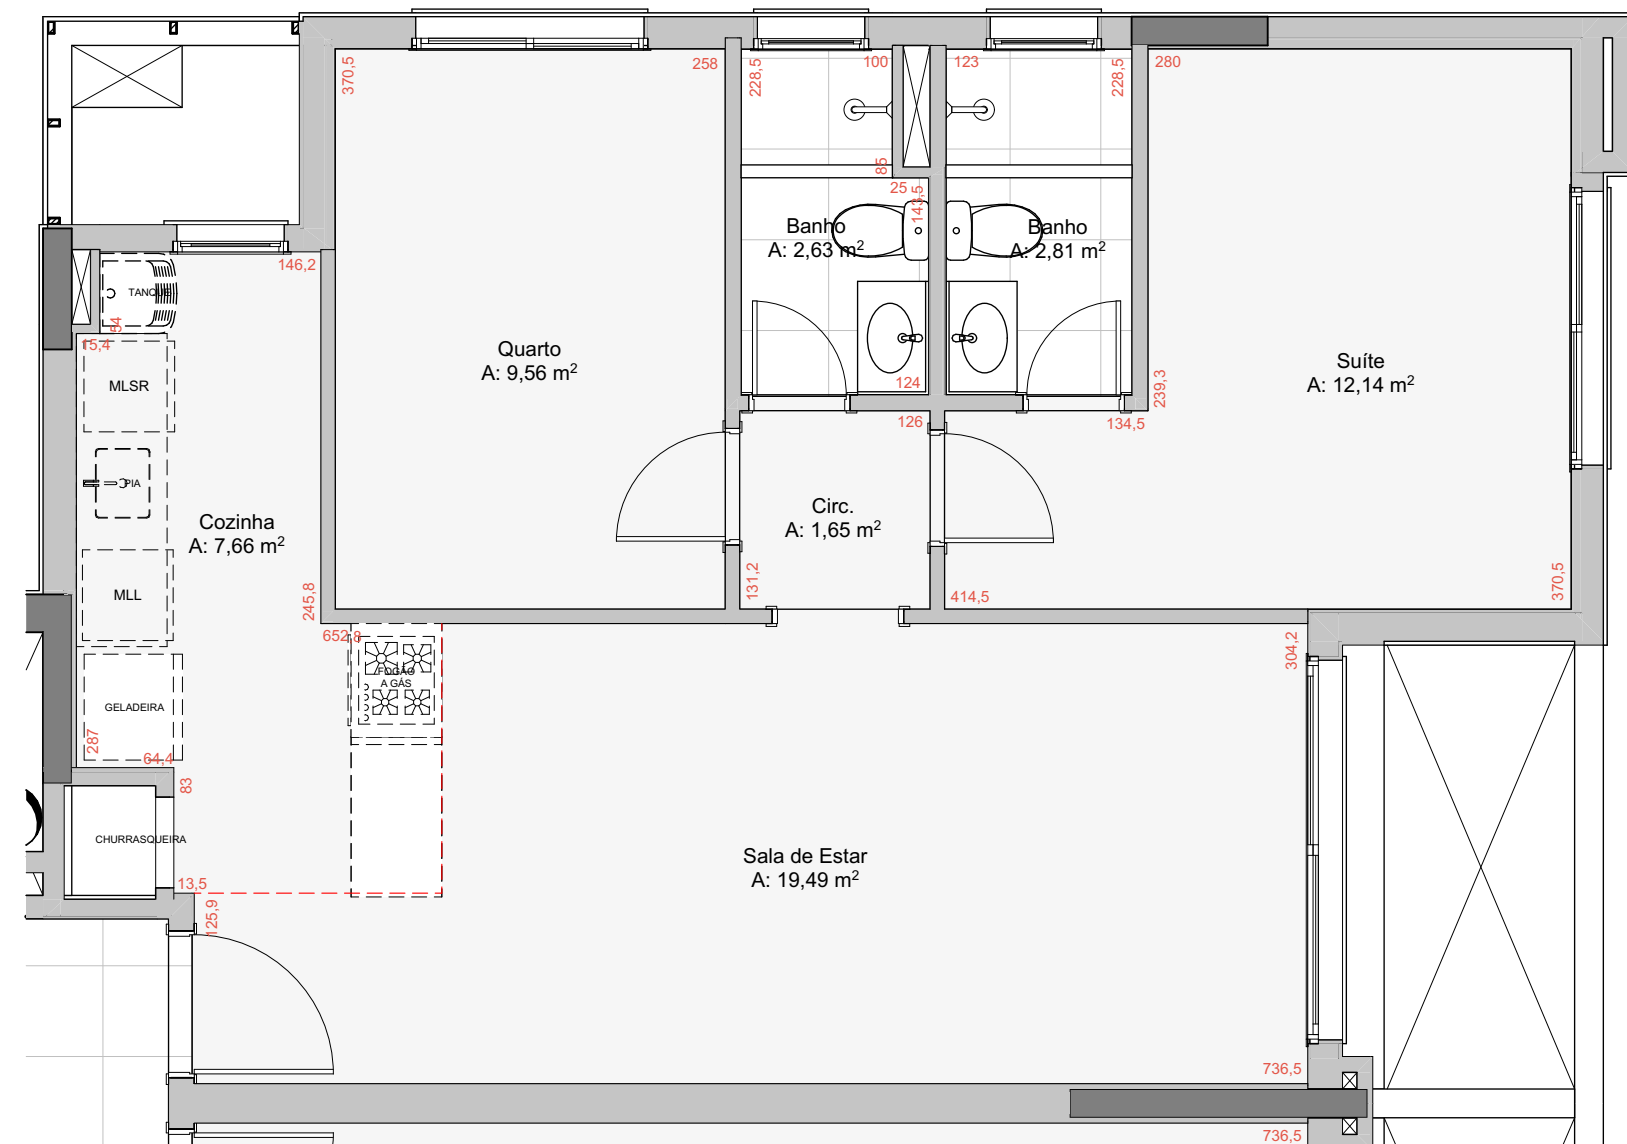 370,5
258
228,5
100
123
228,5
280
85
25
143,5
Banho
A: 2,63 m²
Banho
A: 2,81 m²
146,2
TANQUE
54
15,4
MLSR
Quarto
A: 9,56 m²
Suíte
A: 12,14 m²
124
239,3
126
134,5
PIA
Cozinha
A: 7,66 m²
Circ.
A: 1,65 m²
MLL
245,8
131,2
414,5
370,5
652,8
304,2
FOGÃO
A GÁS
GELADEIRA
287
64,4
83
CHURRASQUEIRA
Sala de Estar
A: 19,49 m²
13,5
125,9
736,5
736,5